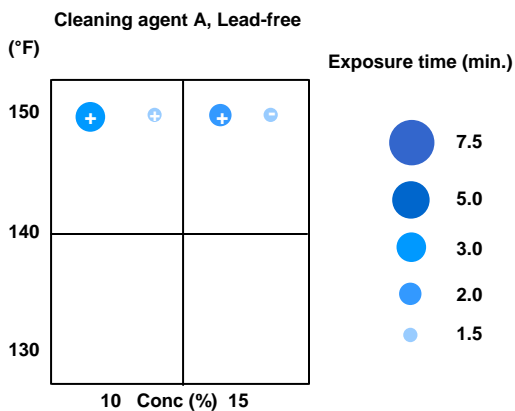 Cleaning agent A, Lead-free
(°F)
Exposure time (min.)
150
+ + + -
7.5
5.0
140
3.0
2.0
1.5
130
10 Conc (%) 15